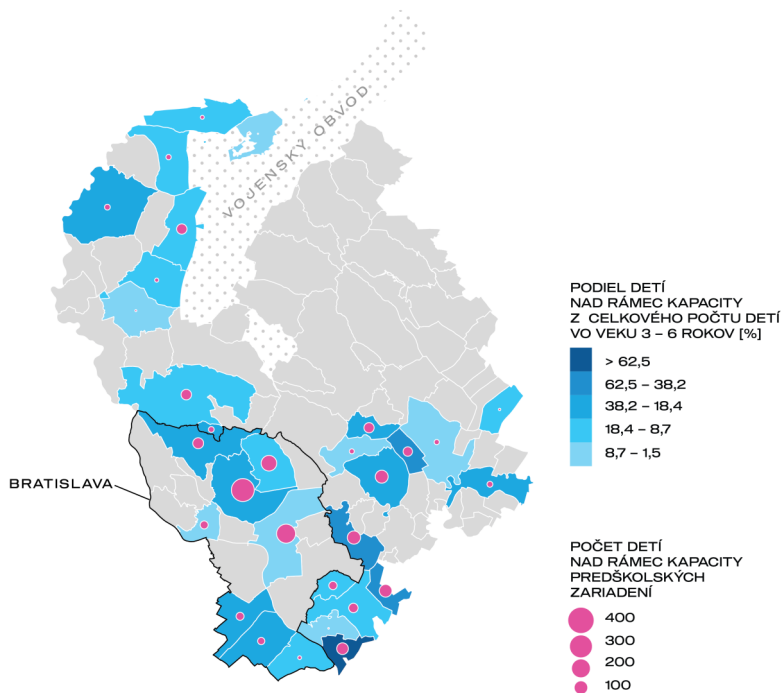 VOJENSKÝ OBVOD
BRATISLAVA
PODIEL DETÍ
NAD RÁMEC KAPACITY
Z CELKOVÉHO POČTU DETÍ
VO VEKU 3 – 6 ROKOV [%]
> 62,5
62,5 – 38,2
38,2 – 18,4
18,4 – 8,7
8,7 – 1,5
POČET DETÍ
NAD RÁMEC KAPACITY
PREDŠKOLSKÝCH
ZARIADENÍ
400
300
200
100